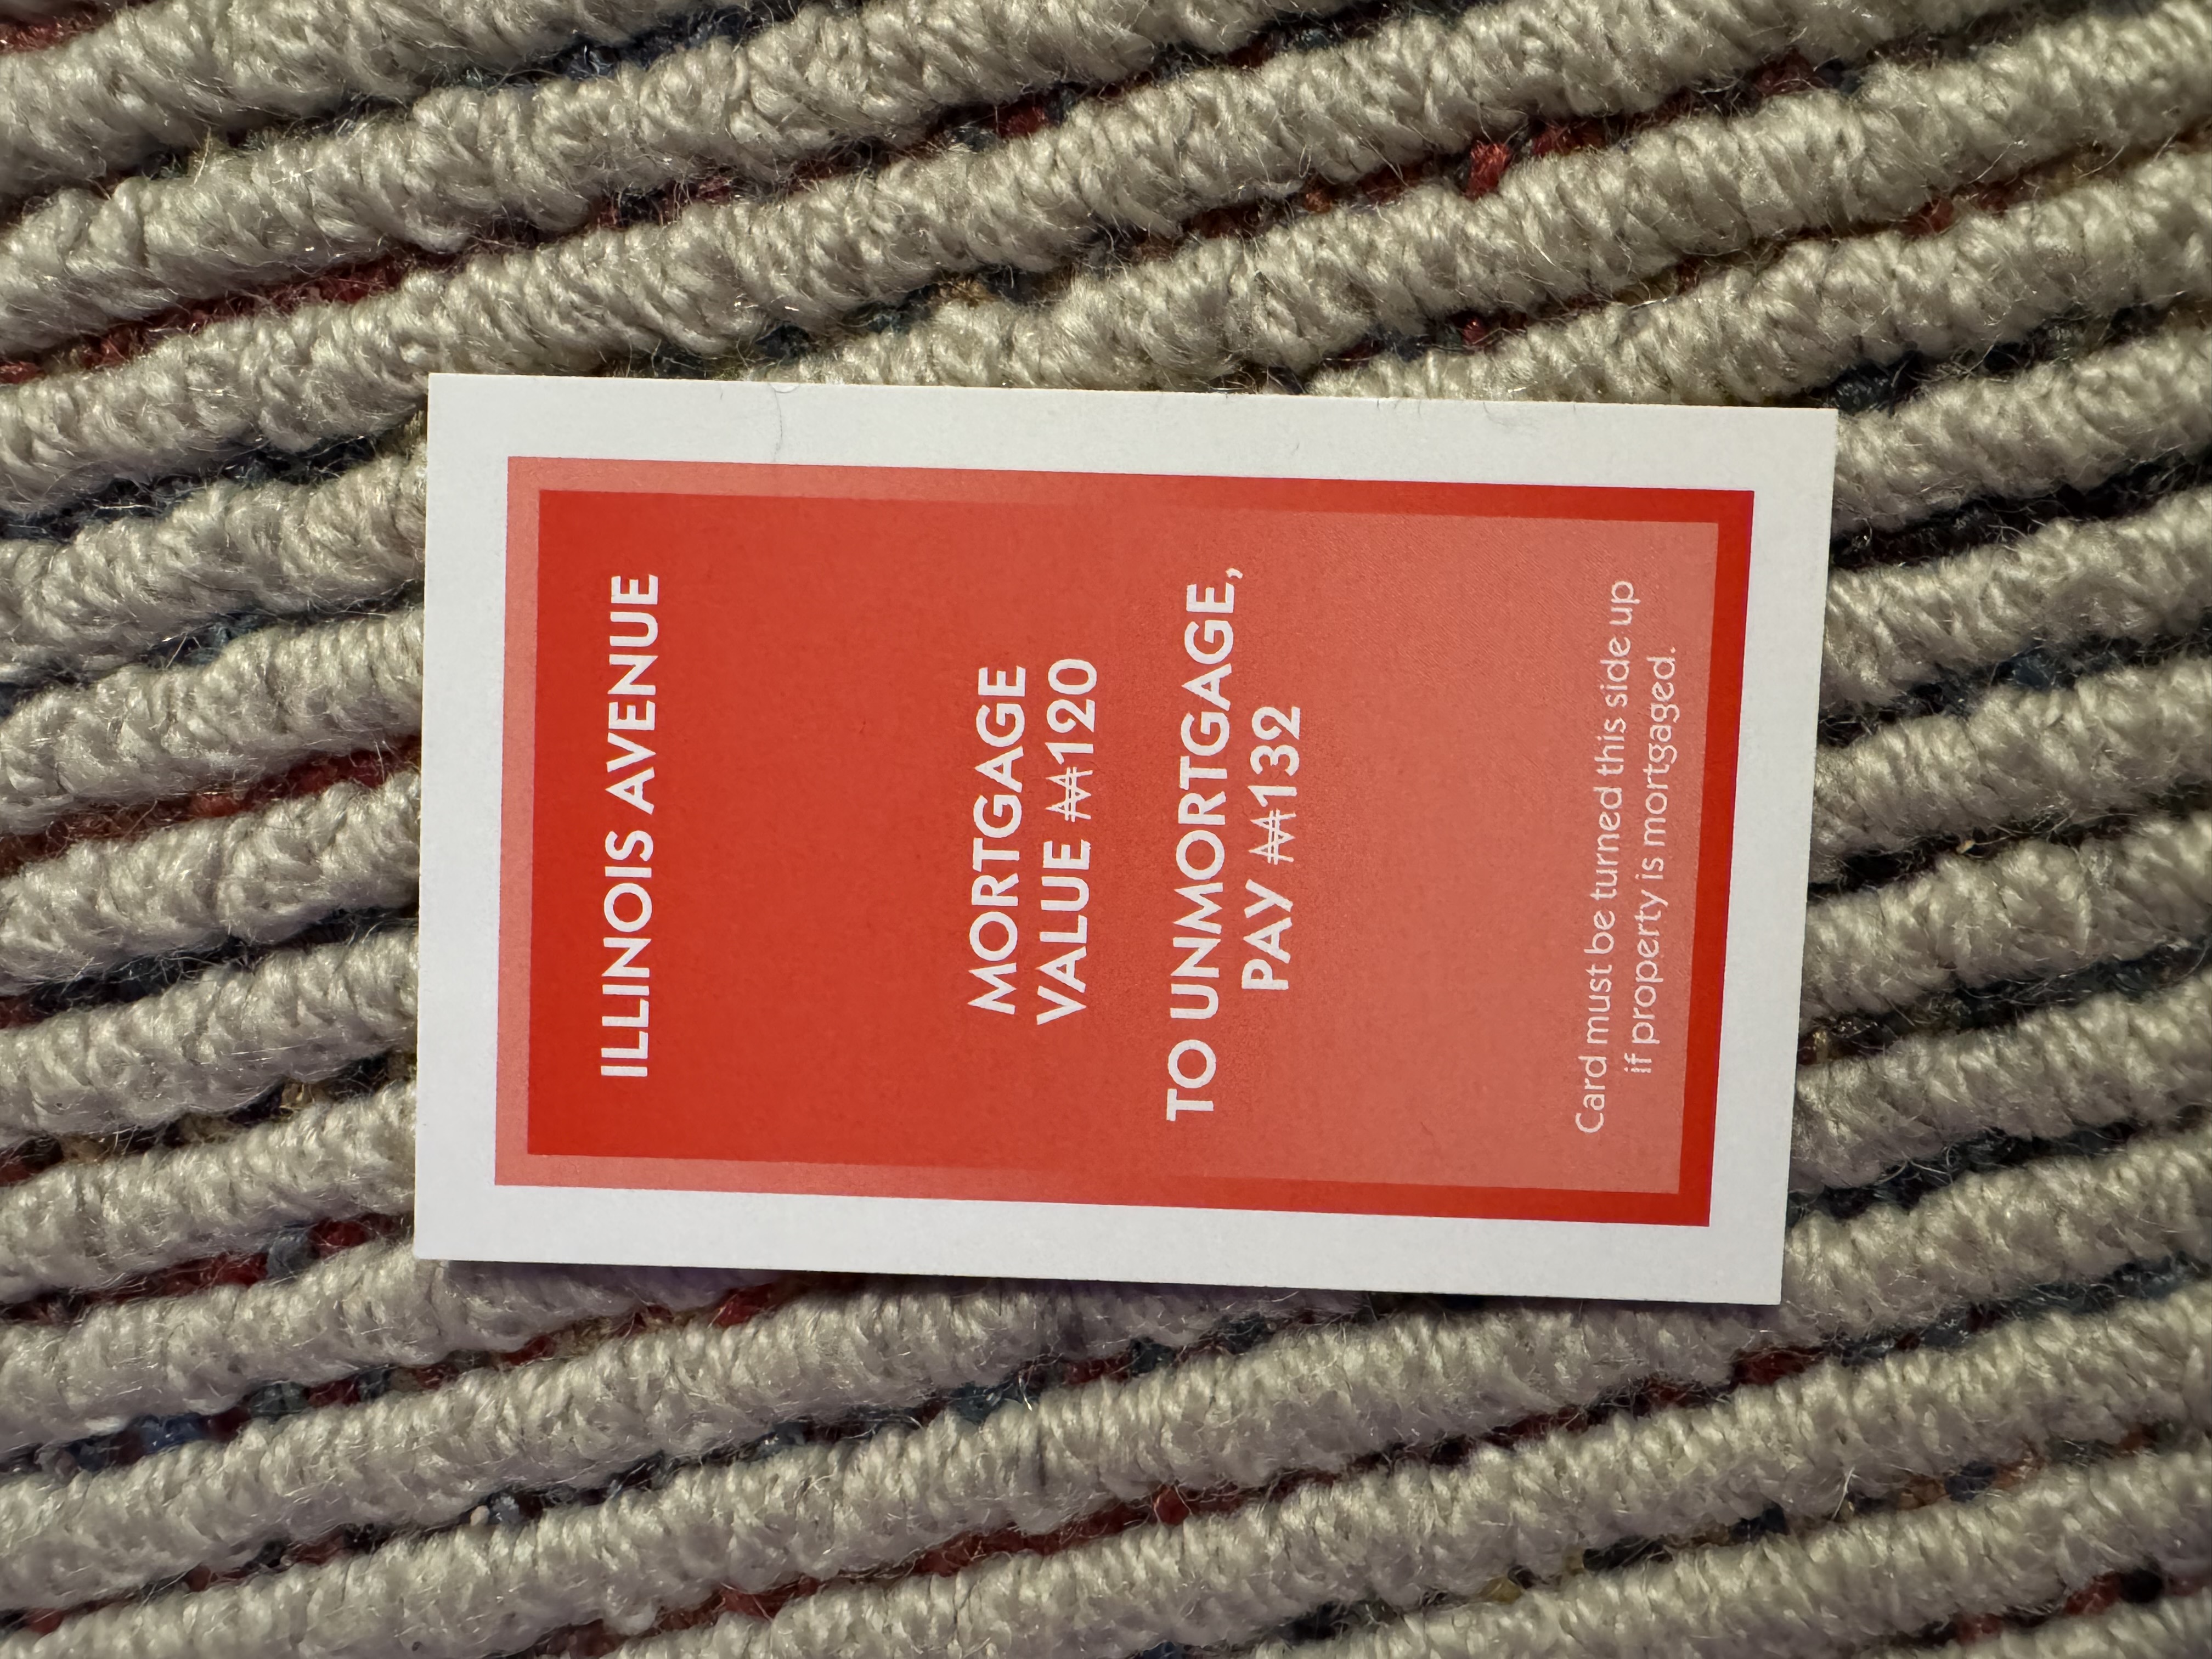 ILLINOIS AVENUE
MORTGAGE
VALUE ₩120
TO UNMORTGAGE,
PAY ₩132
Card must be turned this side up
if property is mortgaged.